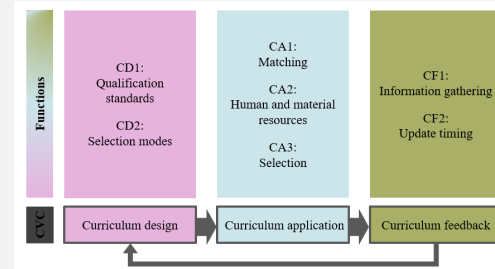 Functions
CD1:
Qualification
standards
CD2:
Selection modes
CA1:
Matching
CA2:
Human and material
resources
CA3:
Selection
CF1:
Information gathering
CF2:
Update timing
CVC
Curriculum design
Curriculum application
Curriculum feedback